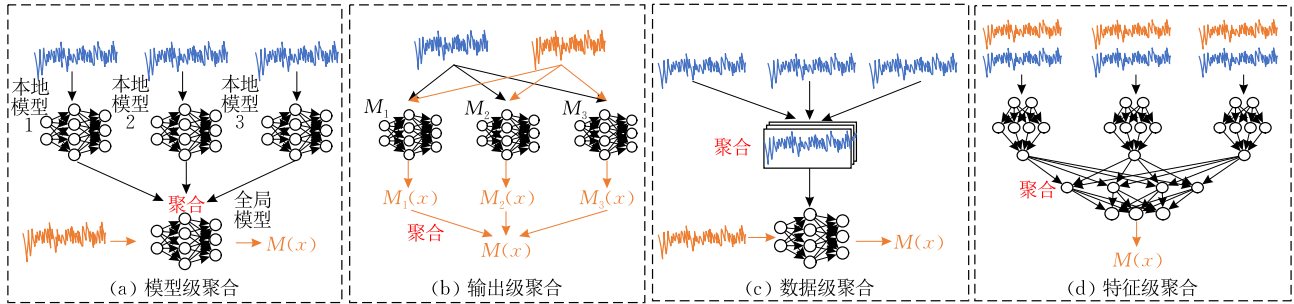 本地
模型
1
本地
模型
2
本地
模型
3
聚合
全局
模型
M(x)
(a) 模型级聚合
M₁
M₂
M₃
M₁(x)
M₂(x)
M₃(x)
聚合
M(x)
(b) 输出级聚合
聚合
M(x)
(c) 数据级聚合
聚合
M(x)
(d) 特征级聚合